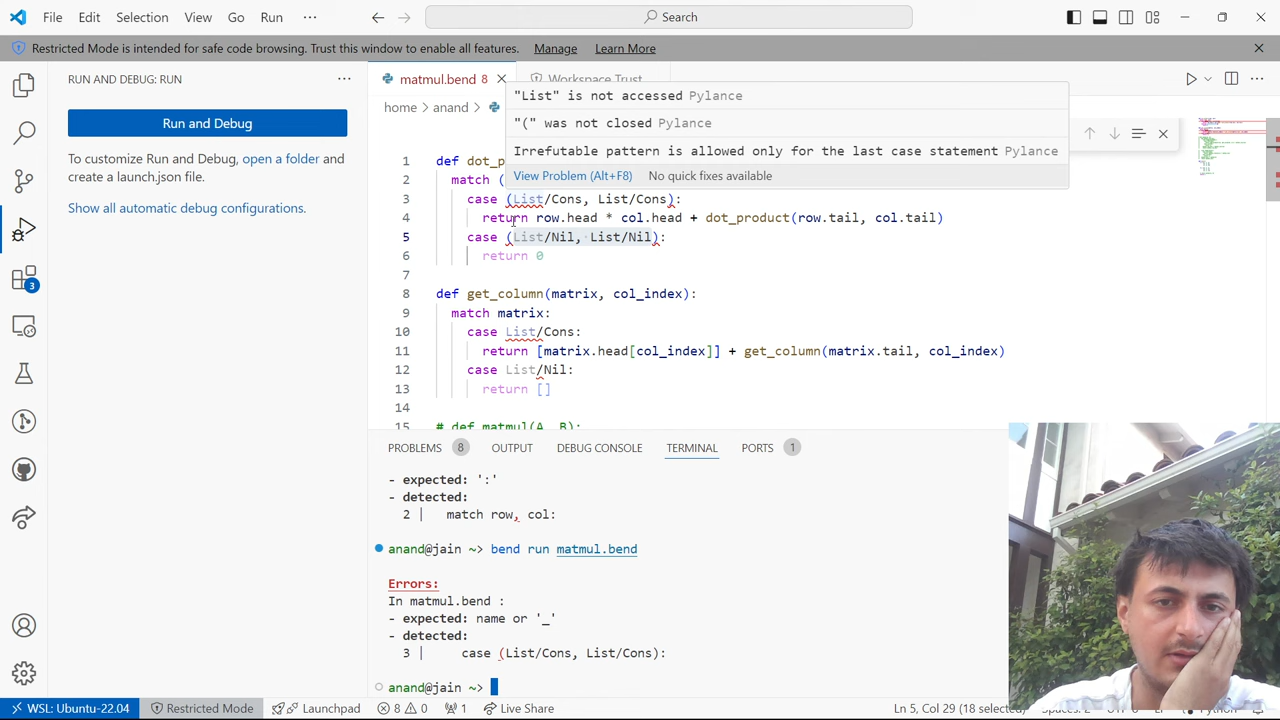 File Edit Selection View Go Run ··· Search
Restricted Mode is intended for safe code browsing. Trust this window to enable all features. Manage Learn More
RUN AND DEBUG: RUN
matmul.bend 8
Workspace Trust
home > anand >
Run and Debug
To customize Run and Debug, open a folder and
create a launch.json file.
Show all automatic debug configurations.
"List" is not accessed Pylance
"(" was not closed Pylance
Irrefutable pattern is allowed only for the last case statement Pylance
View Problem (Alt+F8) No quick fixes available
1 def dot_p
2 match (
3 case (List/Cons, List/Cons):
4 return row.head * col.head + dot_product(row.tail, col.tail)
5 case (List/Nil, List/Nil):
6 return 0
7
8 def get_column(matrix, col_index):
9 match matrix:
10 case List/Cons:
11 return [matrix.head[col_index]] + get_column(matrix.tail, col_index)
12 case List/Nil:
13 return []
14
15 # def matmul(A, B):
PROBLEMS 8 OUTPUT DEBUG CONSOLE TERMINAL PORTS 1
- expected: ':'
- detected:
2 | match row, col:
anand@jain ~> bend run matmul.bend
Errors:
In matmul.bend :
- expected: name or '_'
- detected:
3 | case (List/Cons, List/Cons):
anand@jain ~>
3
WSL: Ubuntu-22.04 Restricted Mode Launchpad 8 0 1 Live Share Ln 5, Col 29 (18 selected)